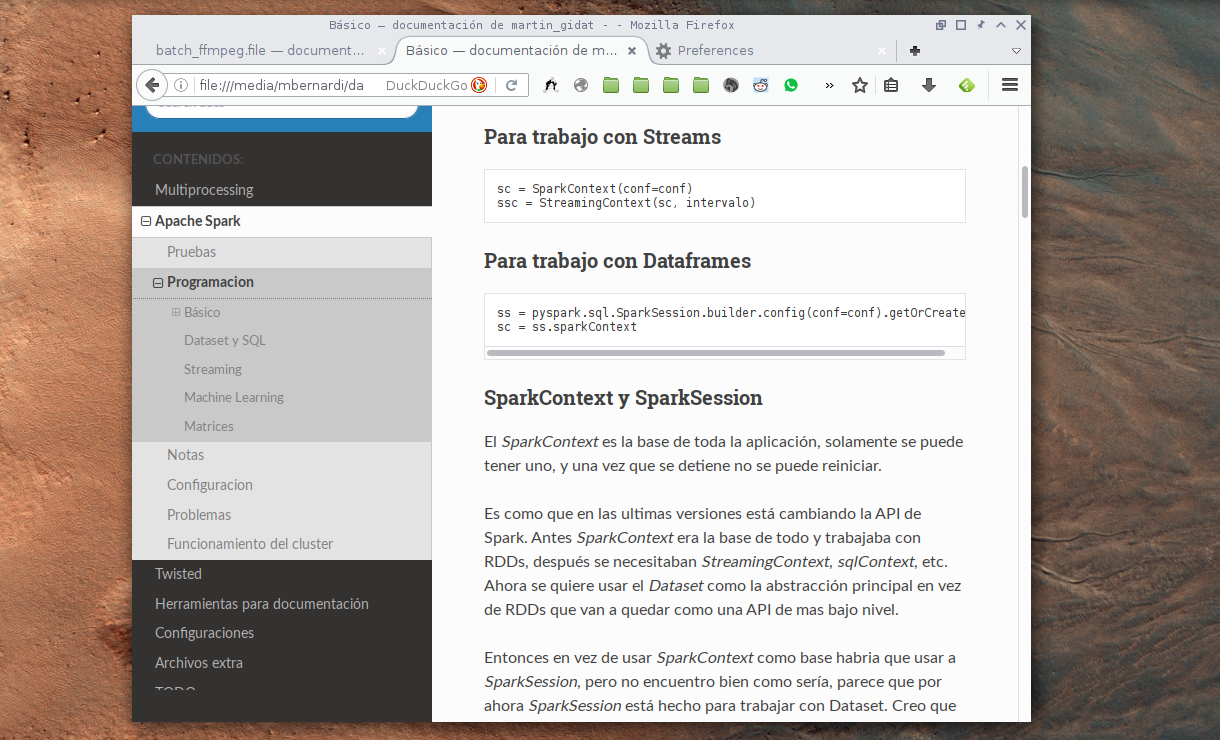 Básico — documentación de martin_gidat - - Mozilla Firefox
batch_ffmpeg.file — document...
Básico — documentación de m...
Preferences
file:///media/mbernardi/da
DuckDuckGo
CONTENIDOS:
Multiprocessing
Apache Spark
Pruebas
Programacion
Básico
Dataset y SQL
Streaming
Machine Learning
Matrices
Notas
Configuracion
Problemas
Funcionamiento del cluster
Twisted
Herramientas para documentación
Configuraciones
Archivos extra
TODO
Para trabajo con Streams
sc = SparkContext(conf=conf)
ssc = StreamingContext(sc, intervalo)
Para trabajo con Dataframes
ss = pyspark.sql.SparkSession.builder.config(conf=conf).getOrCreate
sc = ss.sparkContext
SparkContext y SparkSession
El SparkContext es la base de toda la aplicación, solamente se puede
tener uno, y una vez que se detiene no se puede reiniciar.
Es como que en las ultimas versiones está cambiando la API de
Spark. Antes SparkContext era la base de todo y trabajaba con
RDDs, después se necesitaban StreamingContext, sqlContext, etc.
Ahora se quiere usar el Dataset como la abstracción principal en vez
de RDDs que van a quedar como una API de mas bajo nivel.
Entonces en vez de usar SparkContext como base habria que usar a
SparkSession, pero no encuentro bien como sería, parece que por
ahora SparkSession está hecho para trabajar con Dataset. Creo que